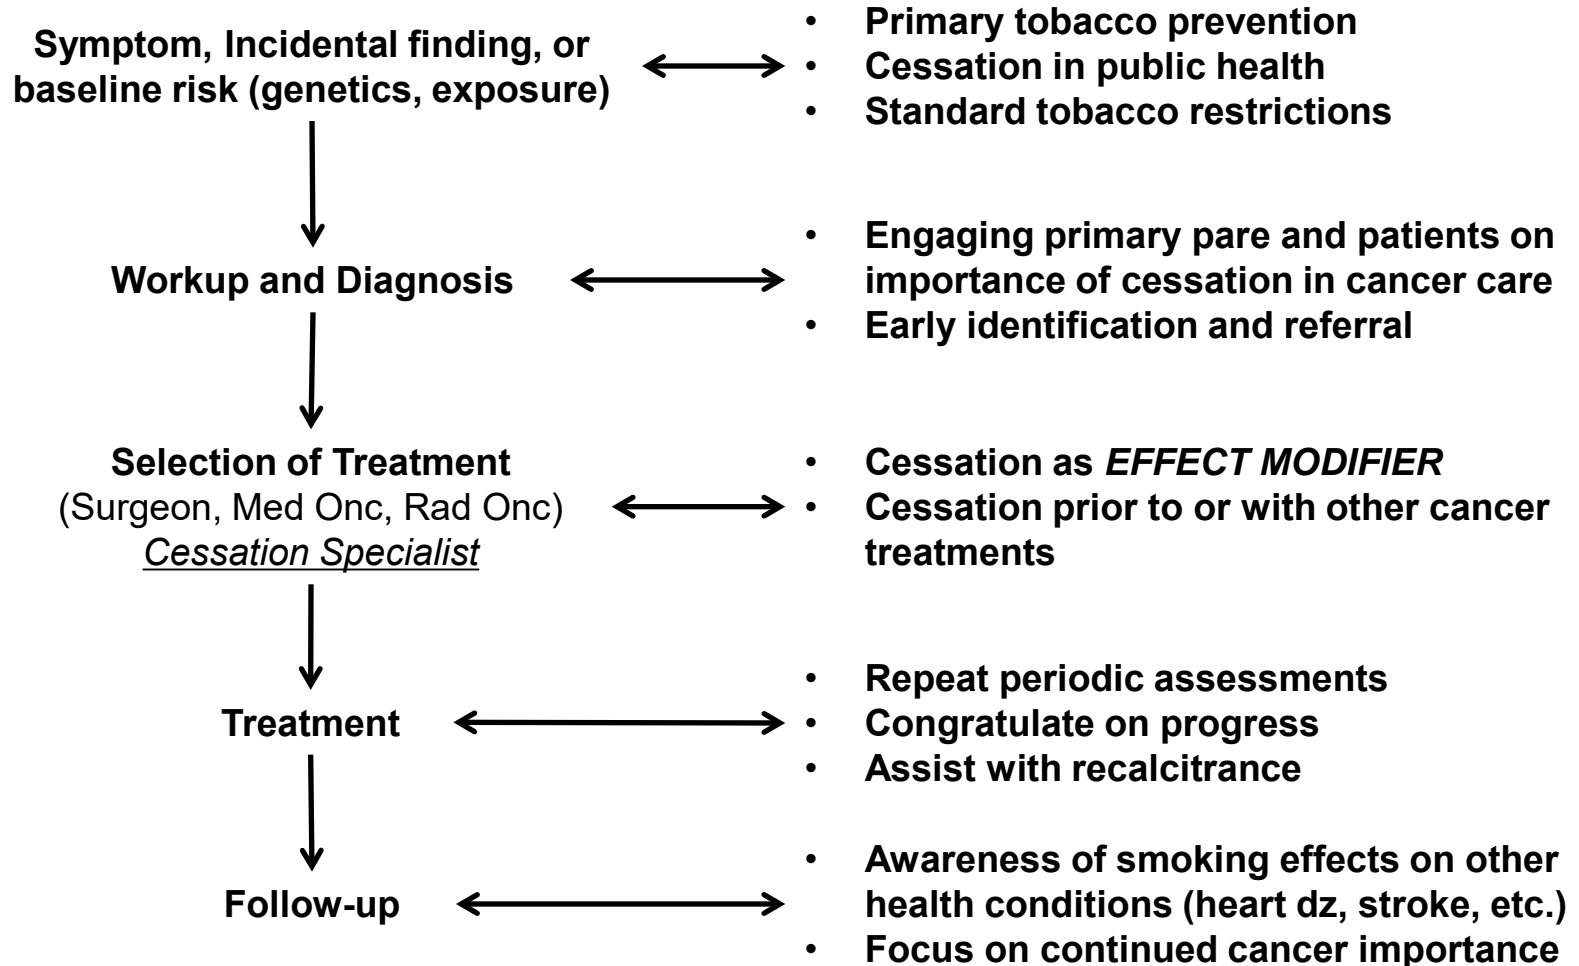 Symptom, Incidental finding, or
baseline risk (genetics, exposure)
• Primary tobacco prevention
• Cessation in public health
• Standard tobacco restrictions
Workup and Diagnosis
• Engaging primary pare and patients on
importance of cessation in cancer care
• Early identification and referral
Selection of Treatment
(Surgeon, Med Onc, Rad Onc)
Cessation Specialist
• Cessation as EFFECT MODIFIER
• Cessation prior to or with other cancer
treatments
Treatment
• Repeat periodic assessments
• Congratulate on progress
• Assist with recalcitrance
Follow-up
• Awareness of smoking effects on other
health conditions (heart dz, stroke, etc.)
• Focus on continued cancer importance